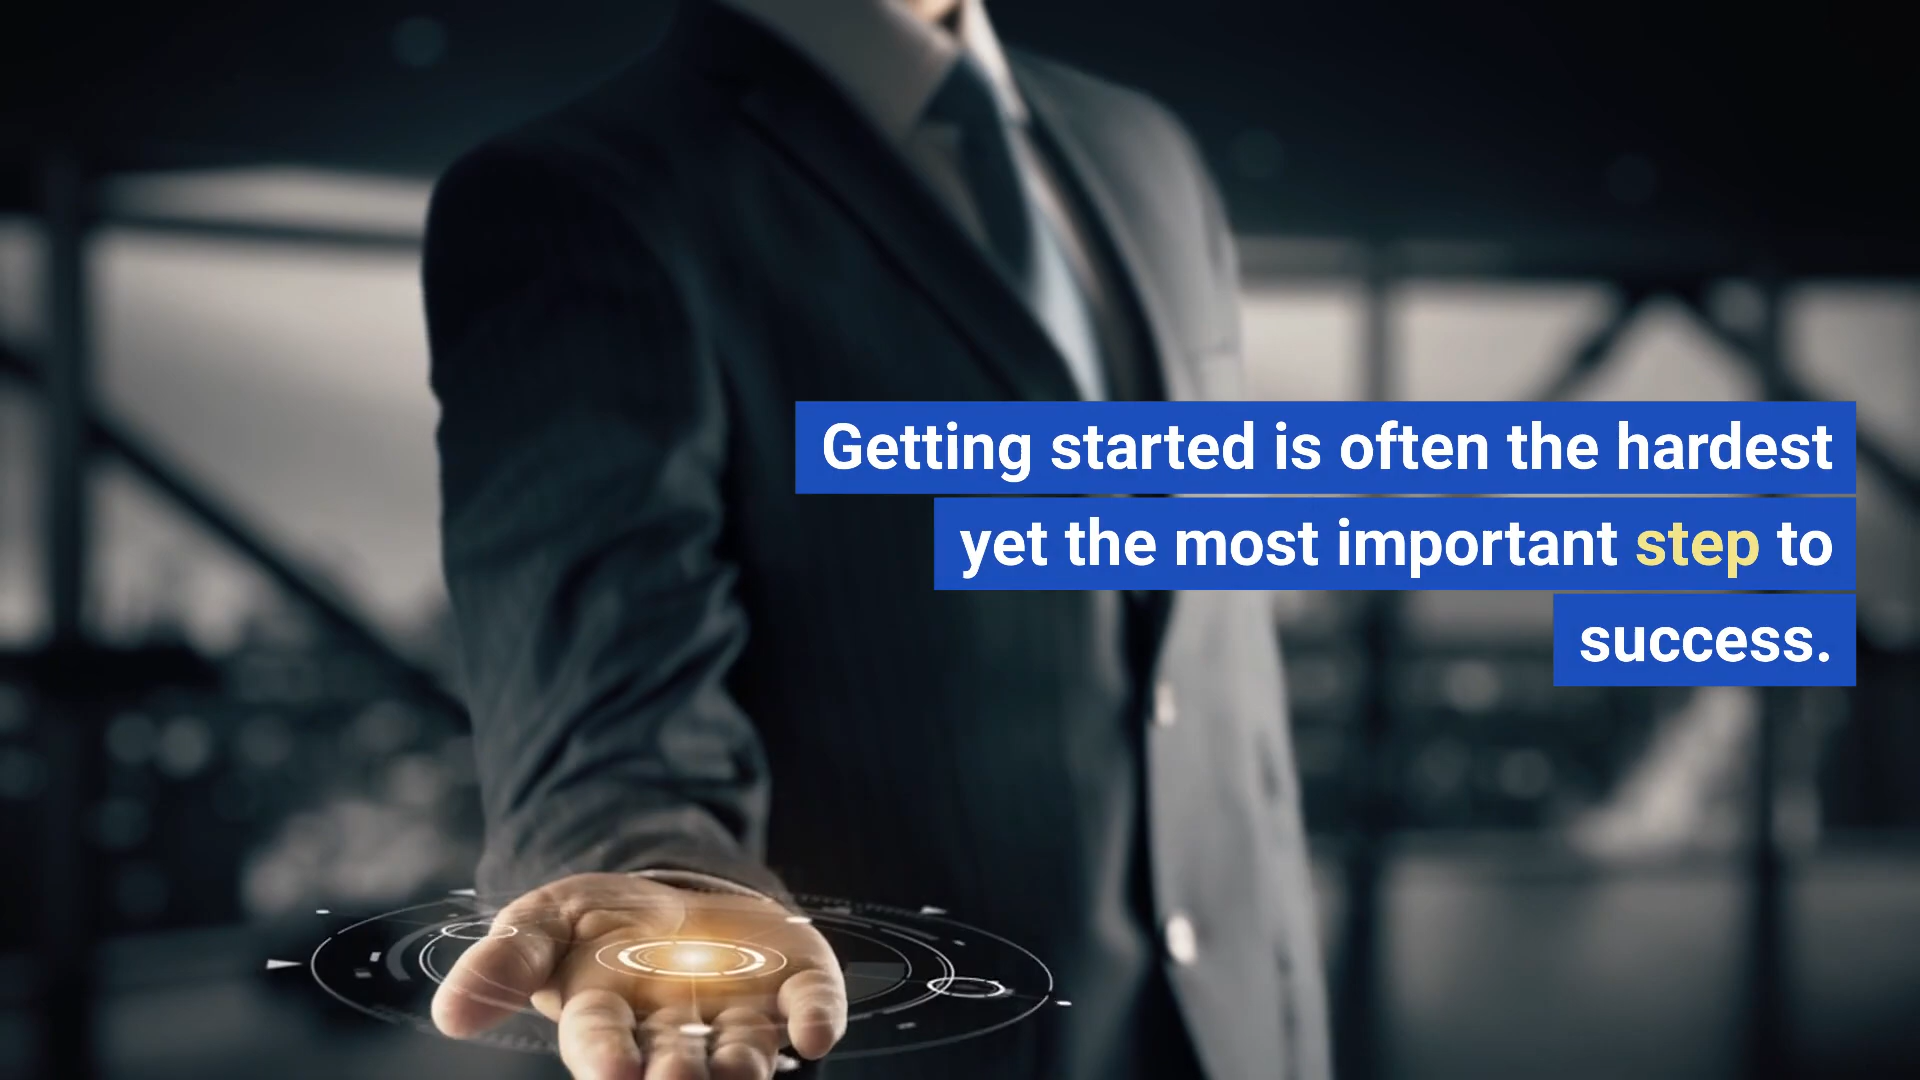 Getting started is often the hardest
yet the most important step to
success.